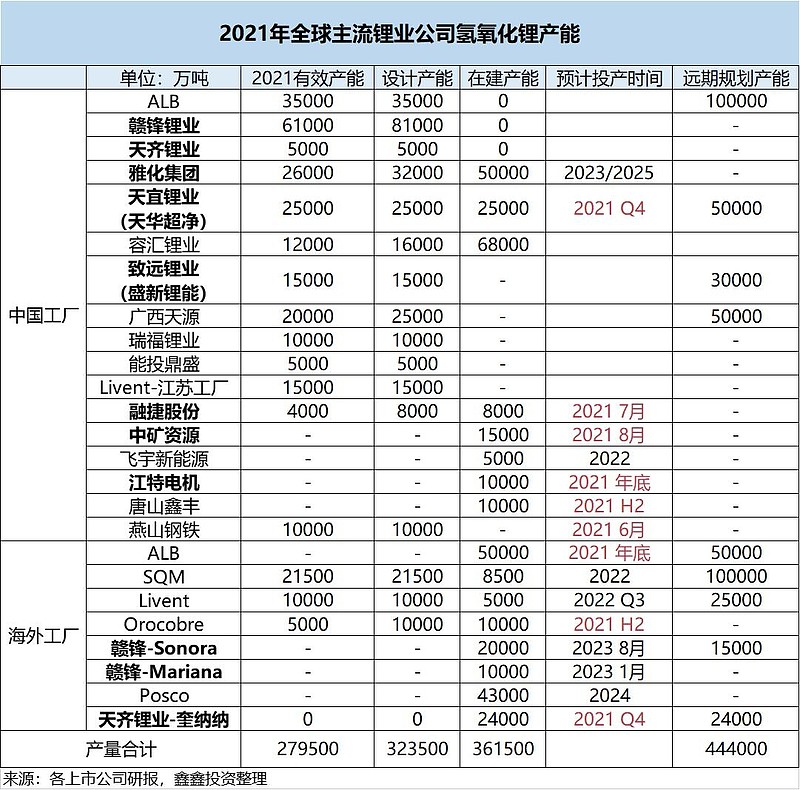 2021年全球主流锂业公司氢氧化锂产能
单位：万吨 2021有效产能 设计产能 在建产能 预计投产时间 远期规划产能
中国工厂
ALB 35000 35000 0 100000
赣锋锂业 61000 81000 0 -
天齐锂业 5000 5000 0 -
雅化集团 26000 32000 50000 2023/2025 -
天宜锂业
(天华超净) 25000 25000 25000 2021 Q4 50000
容汇锂业 12000 16000 68000
致远锂业
(盛新锂能) 15000 15000 - 30000
广西天源 20000 25000 - 50000
瑞福锂业 10000 10000 - -
能投鼎盛 5000 5000 - -
Livent-江苏工厂 15000 15000 - -
融捷股份 4000 8000 8000 2021 7月 -
中矿资源 - - 15000 2021 8月 -
飞宇新能源 - - 5000 2022 -
江特电机 - - 10000 2021 年底 -
唐山鑫丰 - - 10000 2021 H2 -
燕山钢铁 10000 10000 - 2021 6月 -
海外工厂
ALB - - 50000 2021 年底 50000
SQM 21500 21500 8500 2022 100000
Livent 10000 10000 5000 2022 Q3 25000
Orocobre 5000 10000 10000 2021 H2 -
赣锋-Sonora - - 20000 2023 8月 15000
赣锋-Mariana - - 10000 2023 1月 -
Posco - - 43000 2024 -
天齐锂业-奎纳纳 0 0 24000 2021 Q4 24000
产量合计 279500 323500 361500 444000
来源：各上市公司研报，鑫鑫投资整理